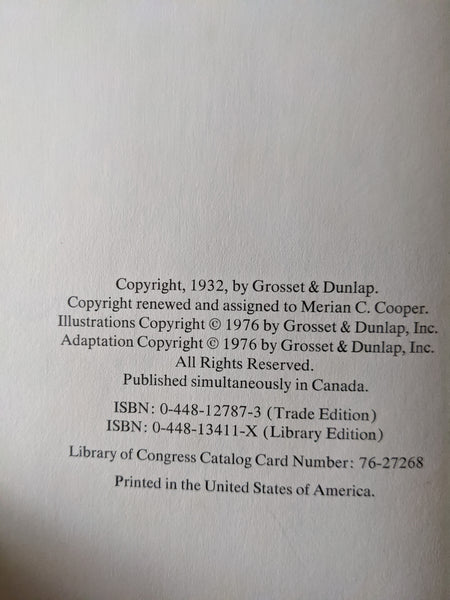 Copyright, 1932, by Grosset & Dunlap.
Copyright renewed and assigned to Merian C. Cooper.
Illustrations Copyright © 1976 by Grosset & Dunlap, Inc.
Adaptation Copyright © 1976 by Grosset & Dunlap, Inc.
All Rights Reserved.
Published simultaneously in Canada.
ISBN: 0-448-12787-3 (Trade Edition)
ISBN: 0-448-13411-X (Library Edition)
Library of Congress Catalog Card Number: 76-27268
Printed in the United States of America.